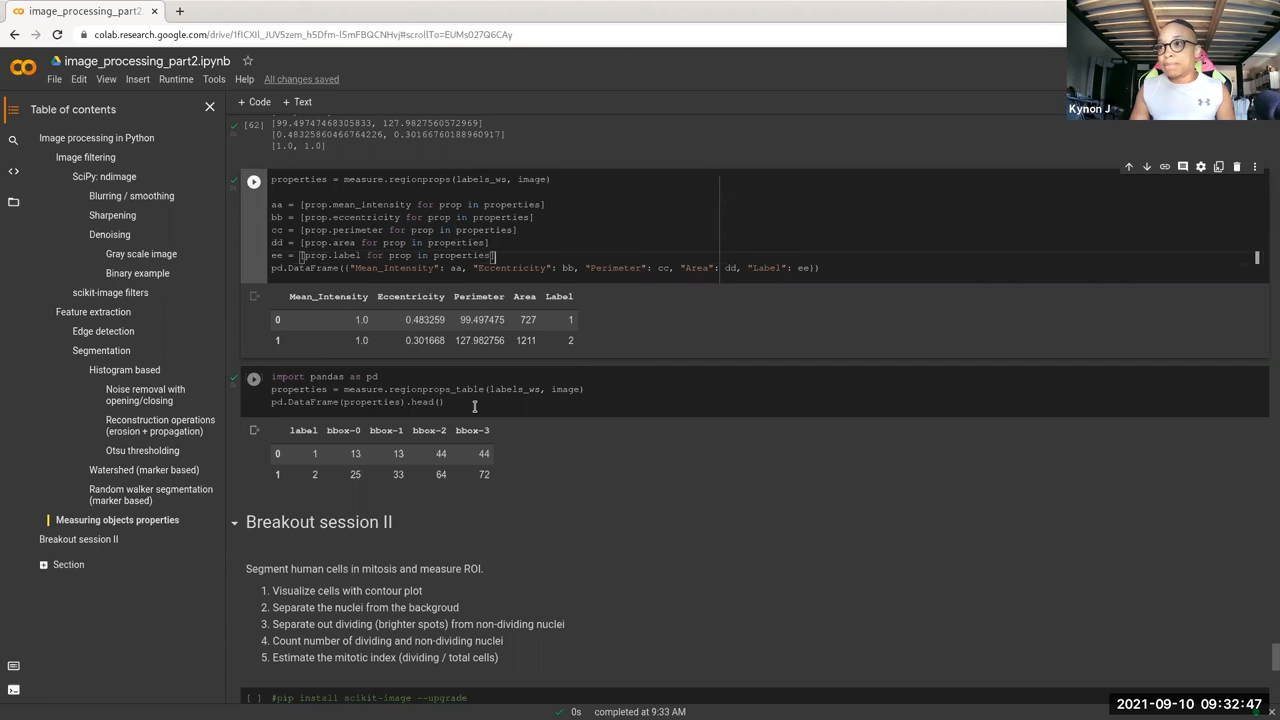 image_processing_part2.
colab.research.google.com/drive/1fICXIl_JUVSzem_h5Dfm-I5mFBQCNHvj#scrollTo=EUMs027Q6CAy
image_processing_part2.ipynb
File Edit View Insert Runtime Tools Help All changes saved
Kynon J
Table of contents
Image processing in Python
Image filtering
SciPy: ndimage
Blurring / smoothing
Sharpening
Denoising
Gray scale image
Binary example
scikit-image filters
Feature extraction
Edge detection
Segmentation
Histogram based
Noise removal with
opening/closing
Reconstruction operations
(erosion + propagation)
Otsu thresholding
Watershed (marker based)
Random walker segmentation
(marker based)
Measuring objects properties
Breakout session II
Section
+ Code + Text
[99.49747468305833, 127.9827560572969]
[62]
[0.48325860466764226, 0.30166760188960917]
[1.0, 1.0]
properties = measure.regionprops(labels_ws, image)
aa = [prop.mean_intensity for prop in properties]
bb = [prop.eccentricity for prop in properties]
cc = [prop.perimeter for prop in properties]
dd = [prop.area for prop in properties]
ee = [prop.label for prop in properties]
pd.DataFrame({"Mean_Intensity": aa, "Eccentricity": bb, "Perimeter": cc, "Area": dd, "Label": ee})
Mean_Intensity Eccentricity Perimeter Area Label
0 1.0 0.483259 99.497475 727 1
1 1.0 0.301668 127.982756 1211 2
import pandas as pd
properties = measure.regionprops_table(labels_ws, image)
pd.DataFrame(properties).head()
label bbox-0 bbox-1 bbox-2 bbox-3
0 1 13 13 44 44
1 2 25 33 64 72
Breakout session II
Segment human cells in mitosis and measure ROI.
1. Visualize cells with contour plot
2. Separate the nuclei from the backgroud
3. Separate out dividing (brighter spots) from non-dividing nuclei
4. Count number of dividing and non-dividing nuclei
5. Estimate the mitotic index (dividing / total cells)
[ ] #pip install scikit-image --upgrade
0s completed at 9:33 AM
2021-09-10 09:32:47